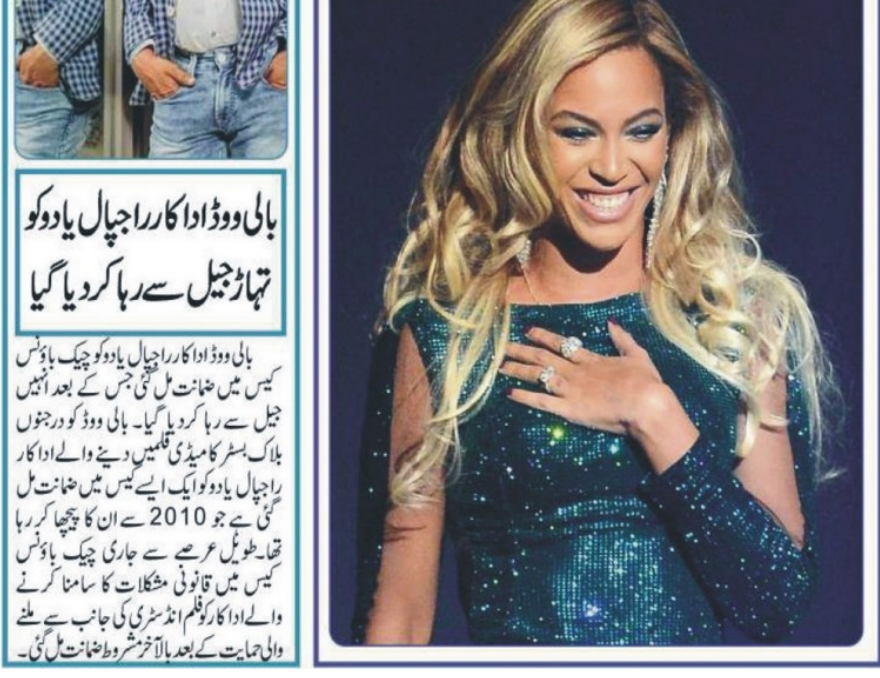 بالی ووڈ اداکار راجپال یادو کو
تہاڑ جیل سے رہا کر دیا گیا
بالی ووڈ اداکار راجپال یادو کو چیک باؤنس
کیس میں ضمانت مل گئی جس کے بعد انہیں
جیل سے رہا کر دیا گیا۔ بالی ووڈ کو درجنوں
بلاک بسٹر کامیڈی فلمیں دینے والے اداکار
راجپال یادو کو ایک ایسے کیس میں ضمانت مل
گئی ہے جو 2010 سے ان کا پیچھا کر رہا
تھا۔ طویل عرصے سے جاری چیک باؤنس
کیس میں قانونی مشکلات کا سامنا کرنے
والے اداکار کو فلم انڈسٹری کی جانب سے ملنے
والی حمایت کے بعد بالآخر مشروط ضمانت مل گئی۔